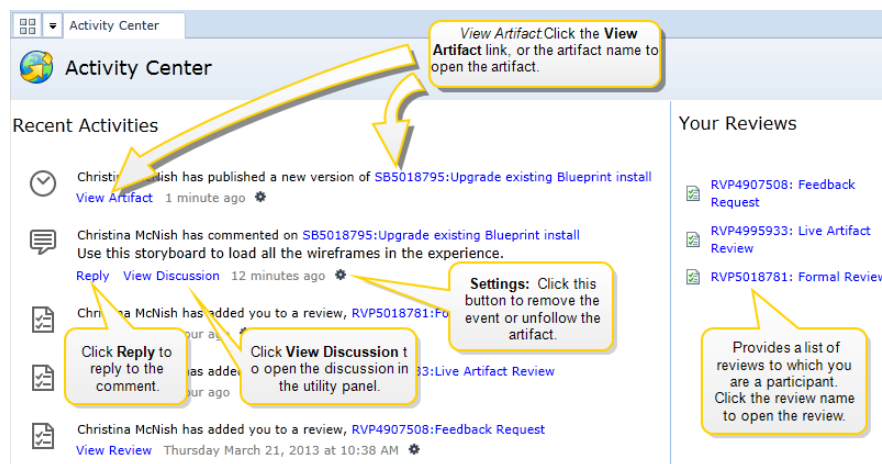 Activity Center
View Artifact:Click the View
Artifact link, or the artifact name to
open the artifact.
Activity Center
Recent Activities
Your Reviews
Christina McNish has published a new version of SB5018795:Upgrade existing Blueprint install
View Artifact 1 minute ago
Christina McNish has commented on SB5018795:Upgrade existing Blueprint install
Use this storyboard to load all the wireframes in the experience.
Reply View Discussion 12 minutes ago
RVP4907508: Feedback
Request
RVP4995933: Live Artifact
Review
RVP5018781: Formal Review
Settings: Click this
button to remove the
event or unfollow the
artifact.
Christina McNish has added you to a review, RVP5018781:Fo
ago
Click Reply to
reply to the
comment.
Click View Discussion t
o open the discussion in
the utility panel.
has added 33:Live Artifact Review
ago
Provides a list of
reviews to which you
are a participant.
Click the review name
to open the review.
Christina McNish has added you to a review, RVP4907508:Feedback Request
View Review Thursday March 21, 2013 at 10:38 AM